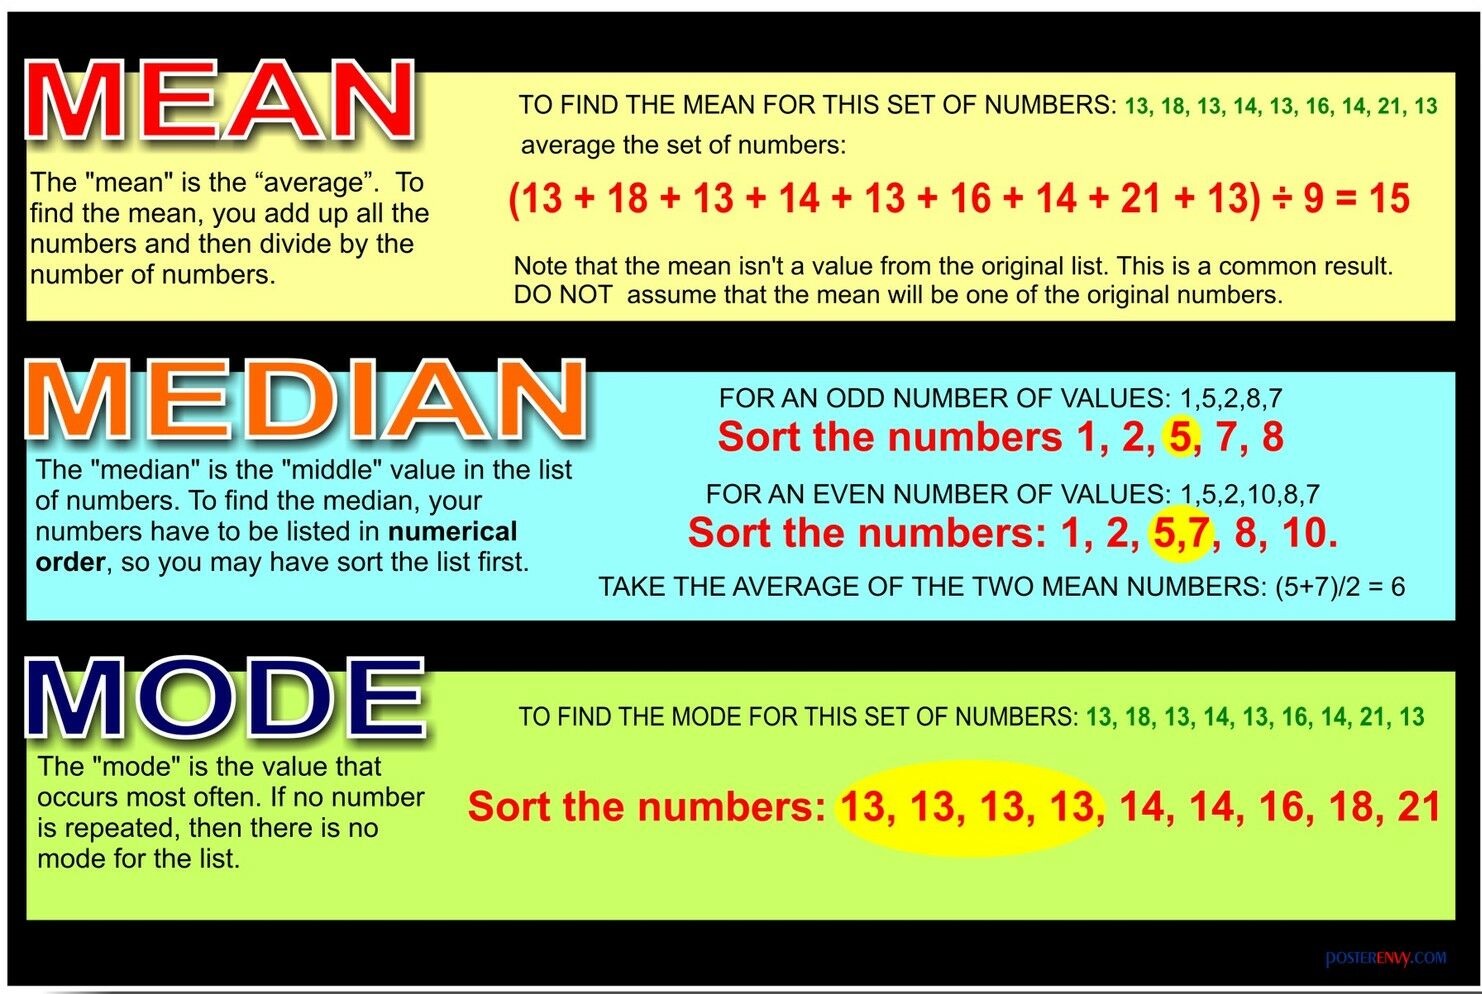 MEAN
The "mean" is the “average”.  To
find the mean, you add up all the
numbers and then divide by the
number of numbers.
TO FIND THE MEAN FOR THIS SET OF NUMBERS: 13, 18, 13, 14, 13, 16, 14, 21, 13
average the set of numbers:
(13 + 18 + 13 + 14 + 13 + 16 + 14 + 21 + 13) ÷ 9 = 15
Note that the mean isn't a value from the original list. This is a common result.
DO NOT  assume that the mean will be one of the original numbers.
MEDIAN
The "median" is the "middle" value in the list
of numbers. To find the median, your
numbers have to be listed in numerical
order, so you may have sort the list first.
FOR AN ODD NUMBER OF VALUES: 1,5,2,8,7
Sort the numbers 1, 2, 5, 7, 8
FOR AN EVEN NUMBER OF VALUES: 1,5,2,10,8,7
Sort the numbers: 1, 2, 5,7, 8, 10.
TAKE THE AVERAGE OF THE TWO MEAN NUMBERS: (5+7)/2 = 6
MODE
The "mode" is the value that
occurs most often. If no number
is repeated, then there is no
mode for the list.
TO FIND THE MODE FOR THIS SET OF NUMBERS: 13, 18, 13, 14, 13, 16, 14, 21, 13
Sort the numbers: 13, 13, 13, 13, 14, 14, 16, 18, 21
POSTERENVY.COM